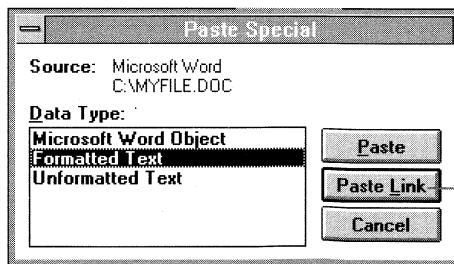 Paste Special
Source: Microsoft Word
C:\MYFILE.DOC
Data Type:
Microsoft Word Object
Formatted Text
Unformatted Text
Paste
Paste Link
Cancel